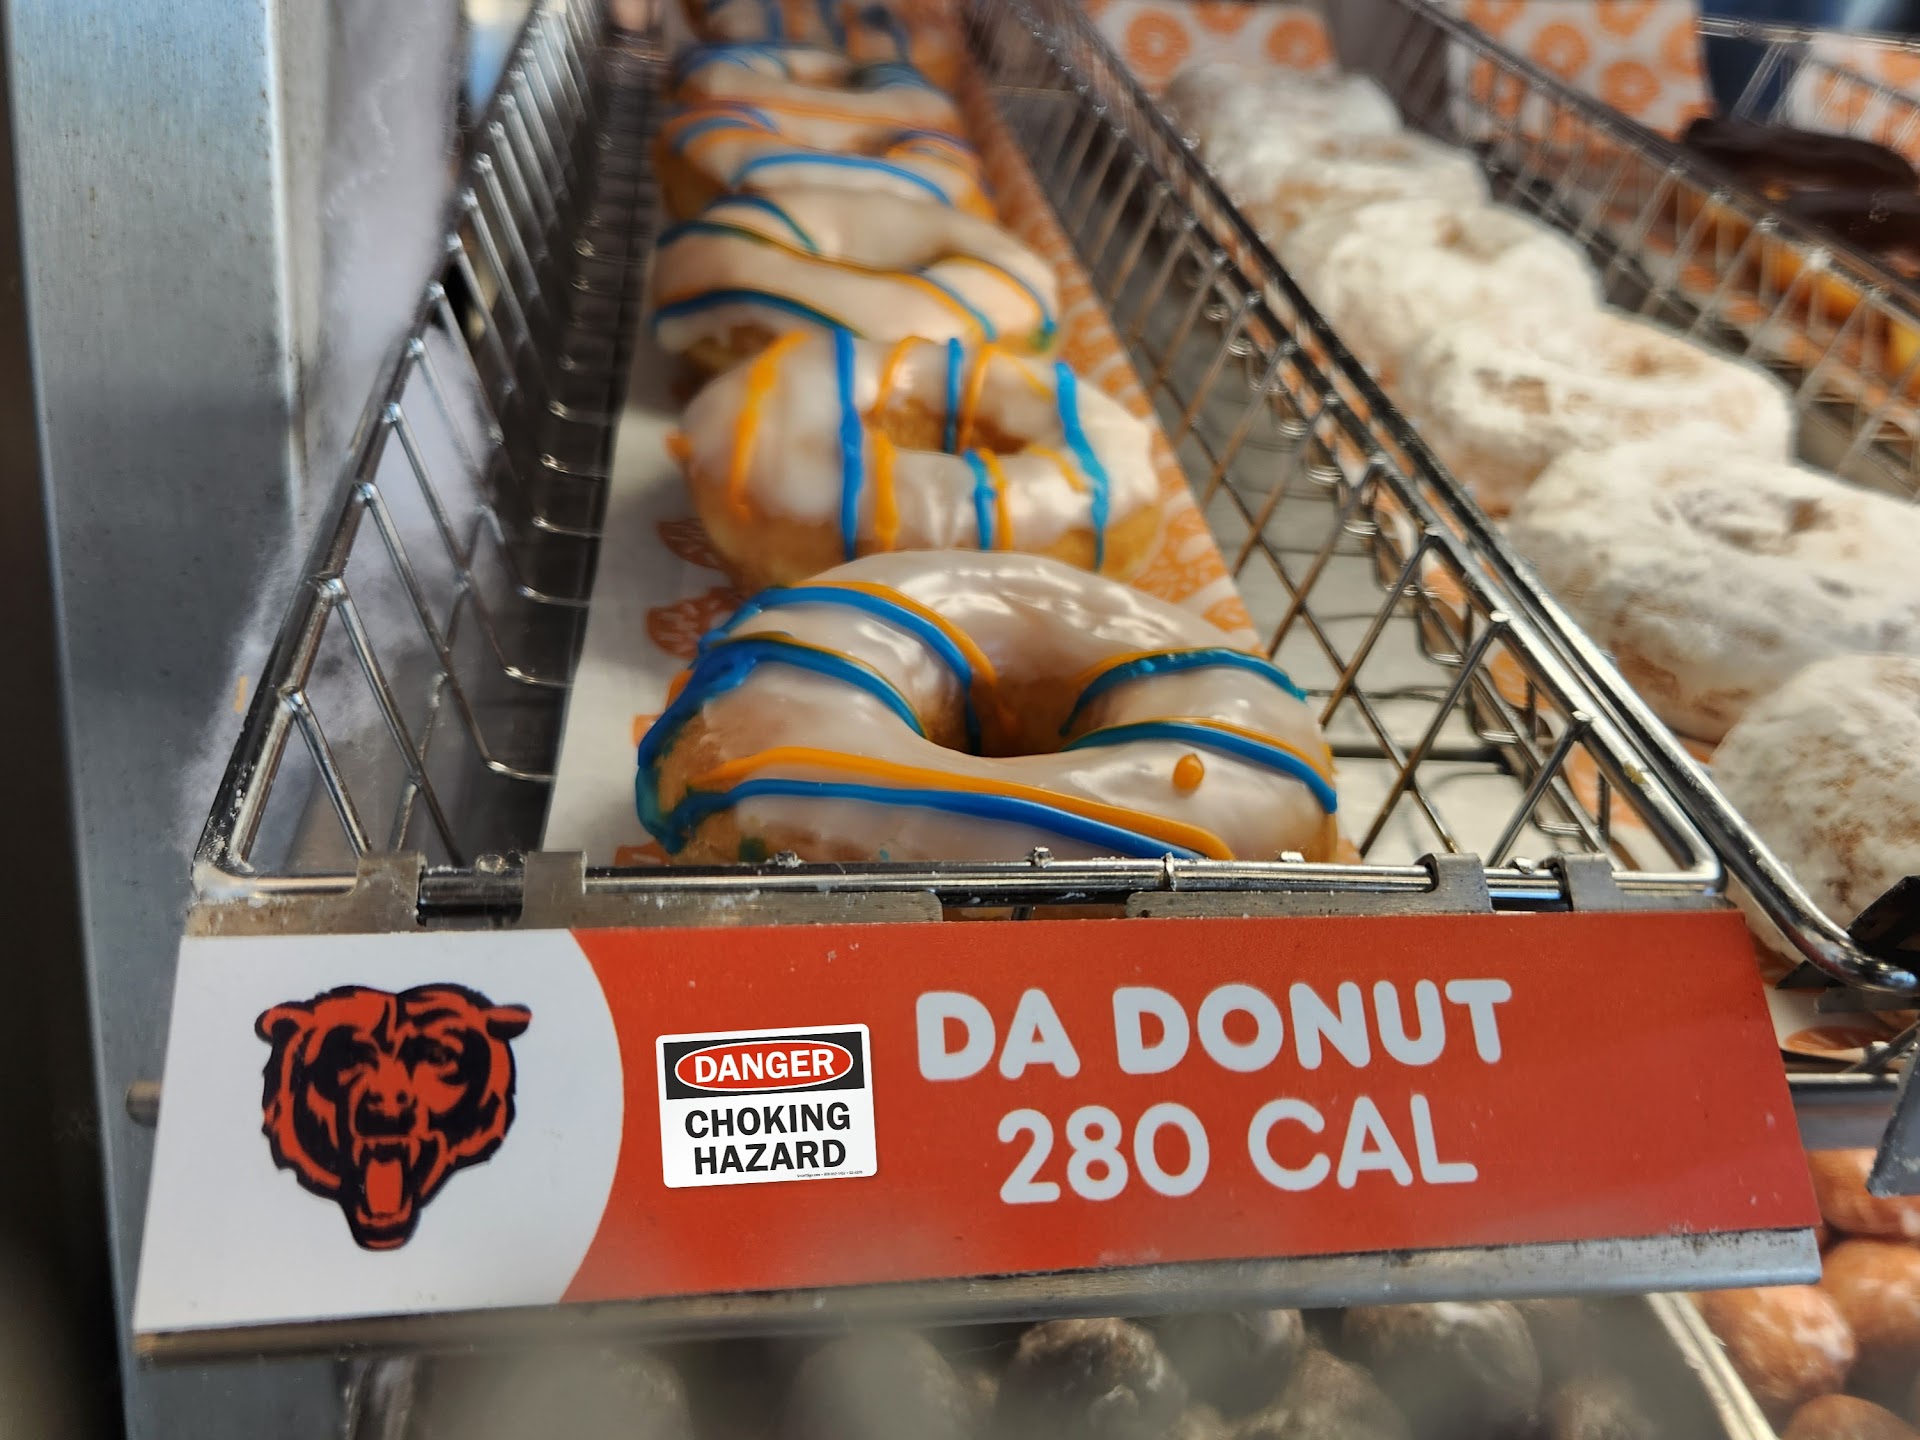 DANGER
CHOKING
HAZARD
DA DONUT
280 CAL